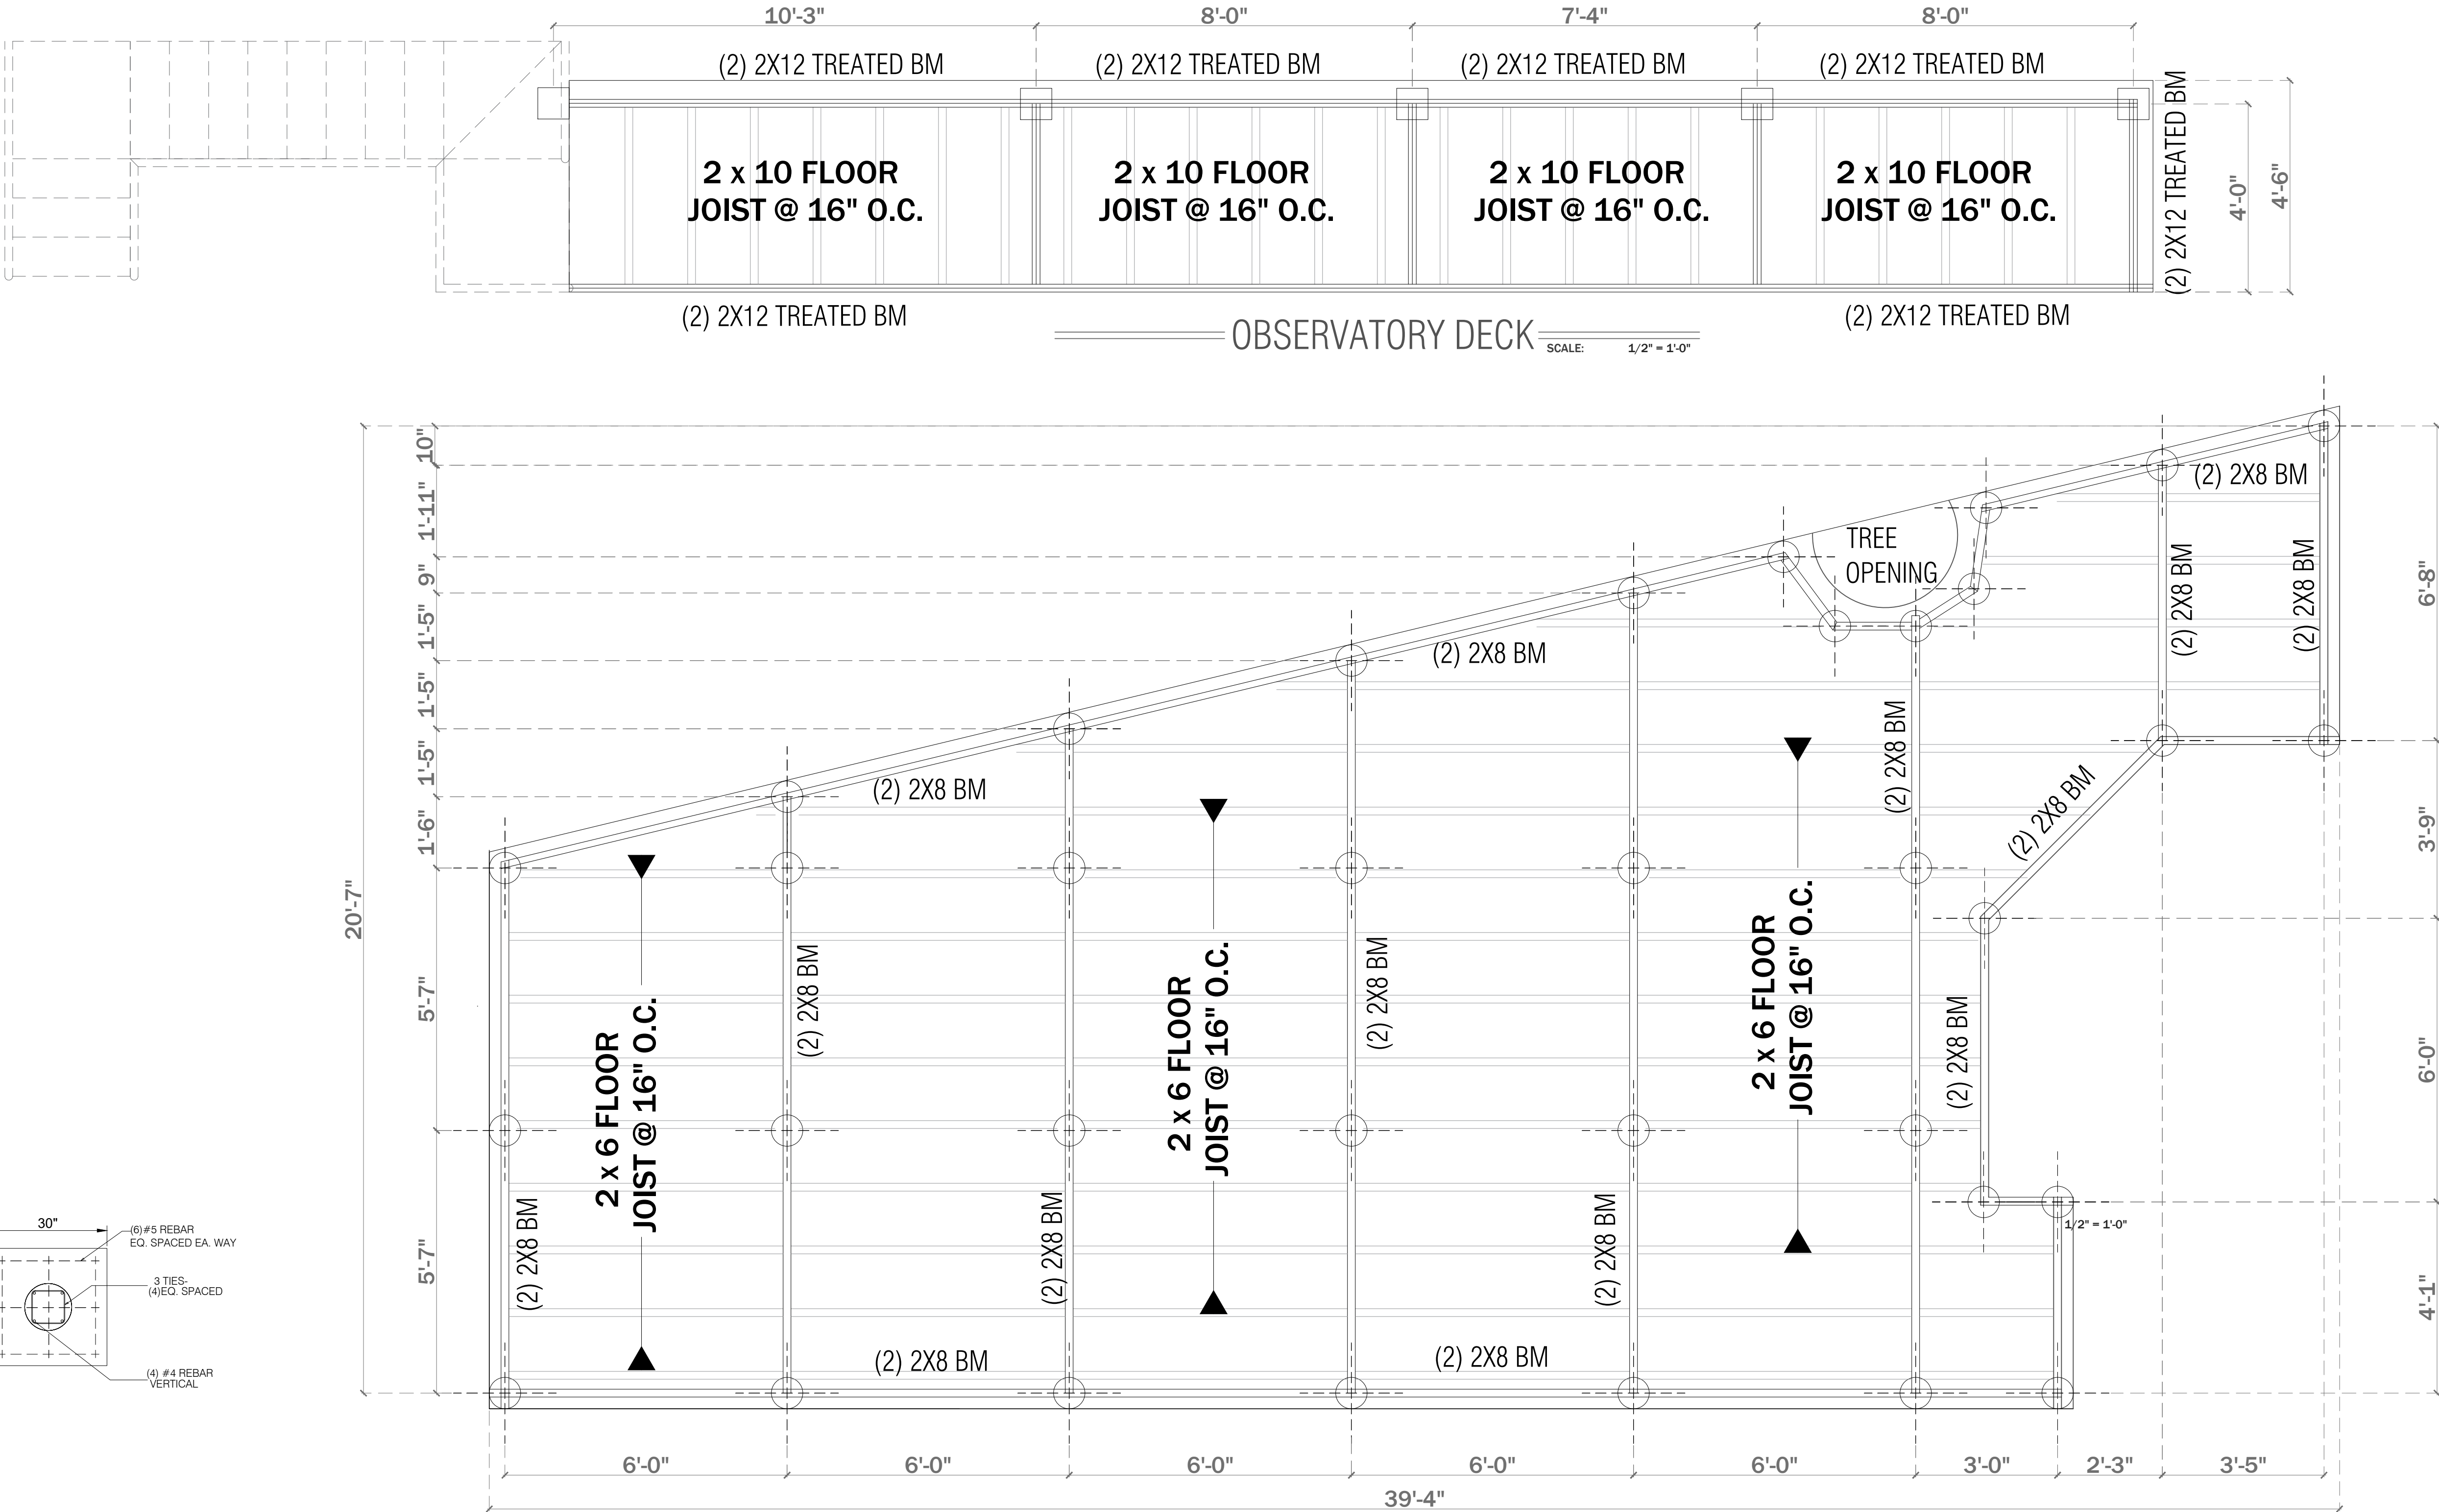 10'-3"
8'-0"
7'-4"
8'-0"
(2) 2X12 TREATED BM
(2) 2X12 TREATED BM
(2) 2X12 TREATED BM
(2) 2X12 TREATED BM
(2) 2X12 TREATED BM
4'-0"
4'-6"
2 x 10 FLOOR
JOIST @ 16" O.C.
2 x 10 FLOOR
JOIST @ 16" O.C.
2 x 10 FLOOR
JOIST @ 16" O.C.
2 x 10 FLOOR
JOIST @ 16" O.C.
(2) 2X12 TREATED BM
(2) 2X12 TREATED BM
OBSERVATORY DECK
SCALE: 1/2" = 1'-0"
10"
1'-11"
9"
1'-5"
1'-5"
1'-5"
1'-6"
5'-7"
5'-7"
20'-7"
(2) 2X8 BM
TREE
OPENING
(2) 2X8 BM
(2) 2X8 BM
(2) 2X8 BM
(2) 2X8 BM
(2) 2X8 BM
(2) 2X8 BM
(2) 2X8 BM
(2) 2X8 BM
(2) 2X8 BM
(2) 2X8 BM
2 x 6 FLOOR
JOIST @ 16" O.C.
2 x 6 FLOOR
JOIST @ 16" O.C.
2 x 6 FLOOR
JOIST @ 16" O.C.
(2) 2X8 BM
(2) 2X8 BM
(2) 2X8 BM
(2) 2X8 BM
(2) 2X8 BM
1/2" = 1'-0"
6'-8"
3'-9"
6'-0"
4'-1"
30"
(6)#5 REBAR
EQ. SPACED EA. WAY
3 TIES-
(4)EQ. SPACED
(4) #4 REBAR
VERTICAL
6'-0"
6'-0"
6'-0"
6'-0"
6'-0"
3'-0"
2'-3"
3'-5"
39'-4"